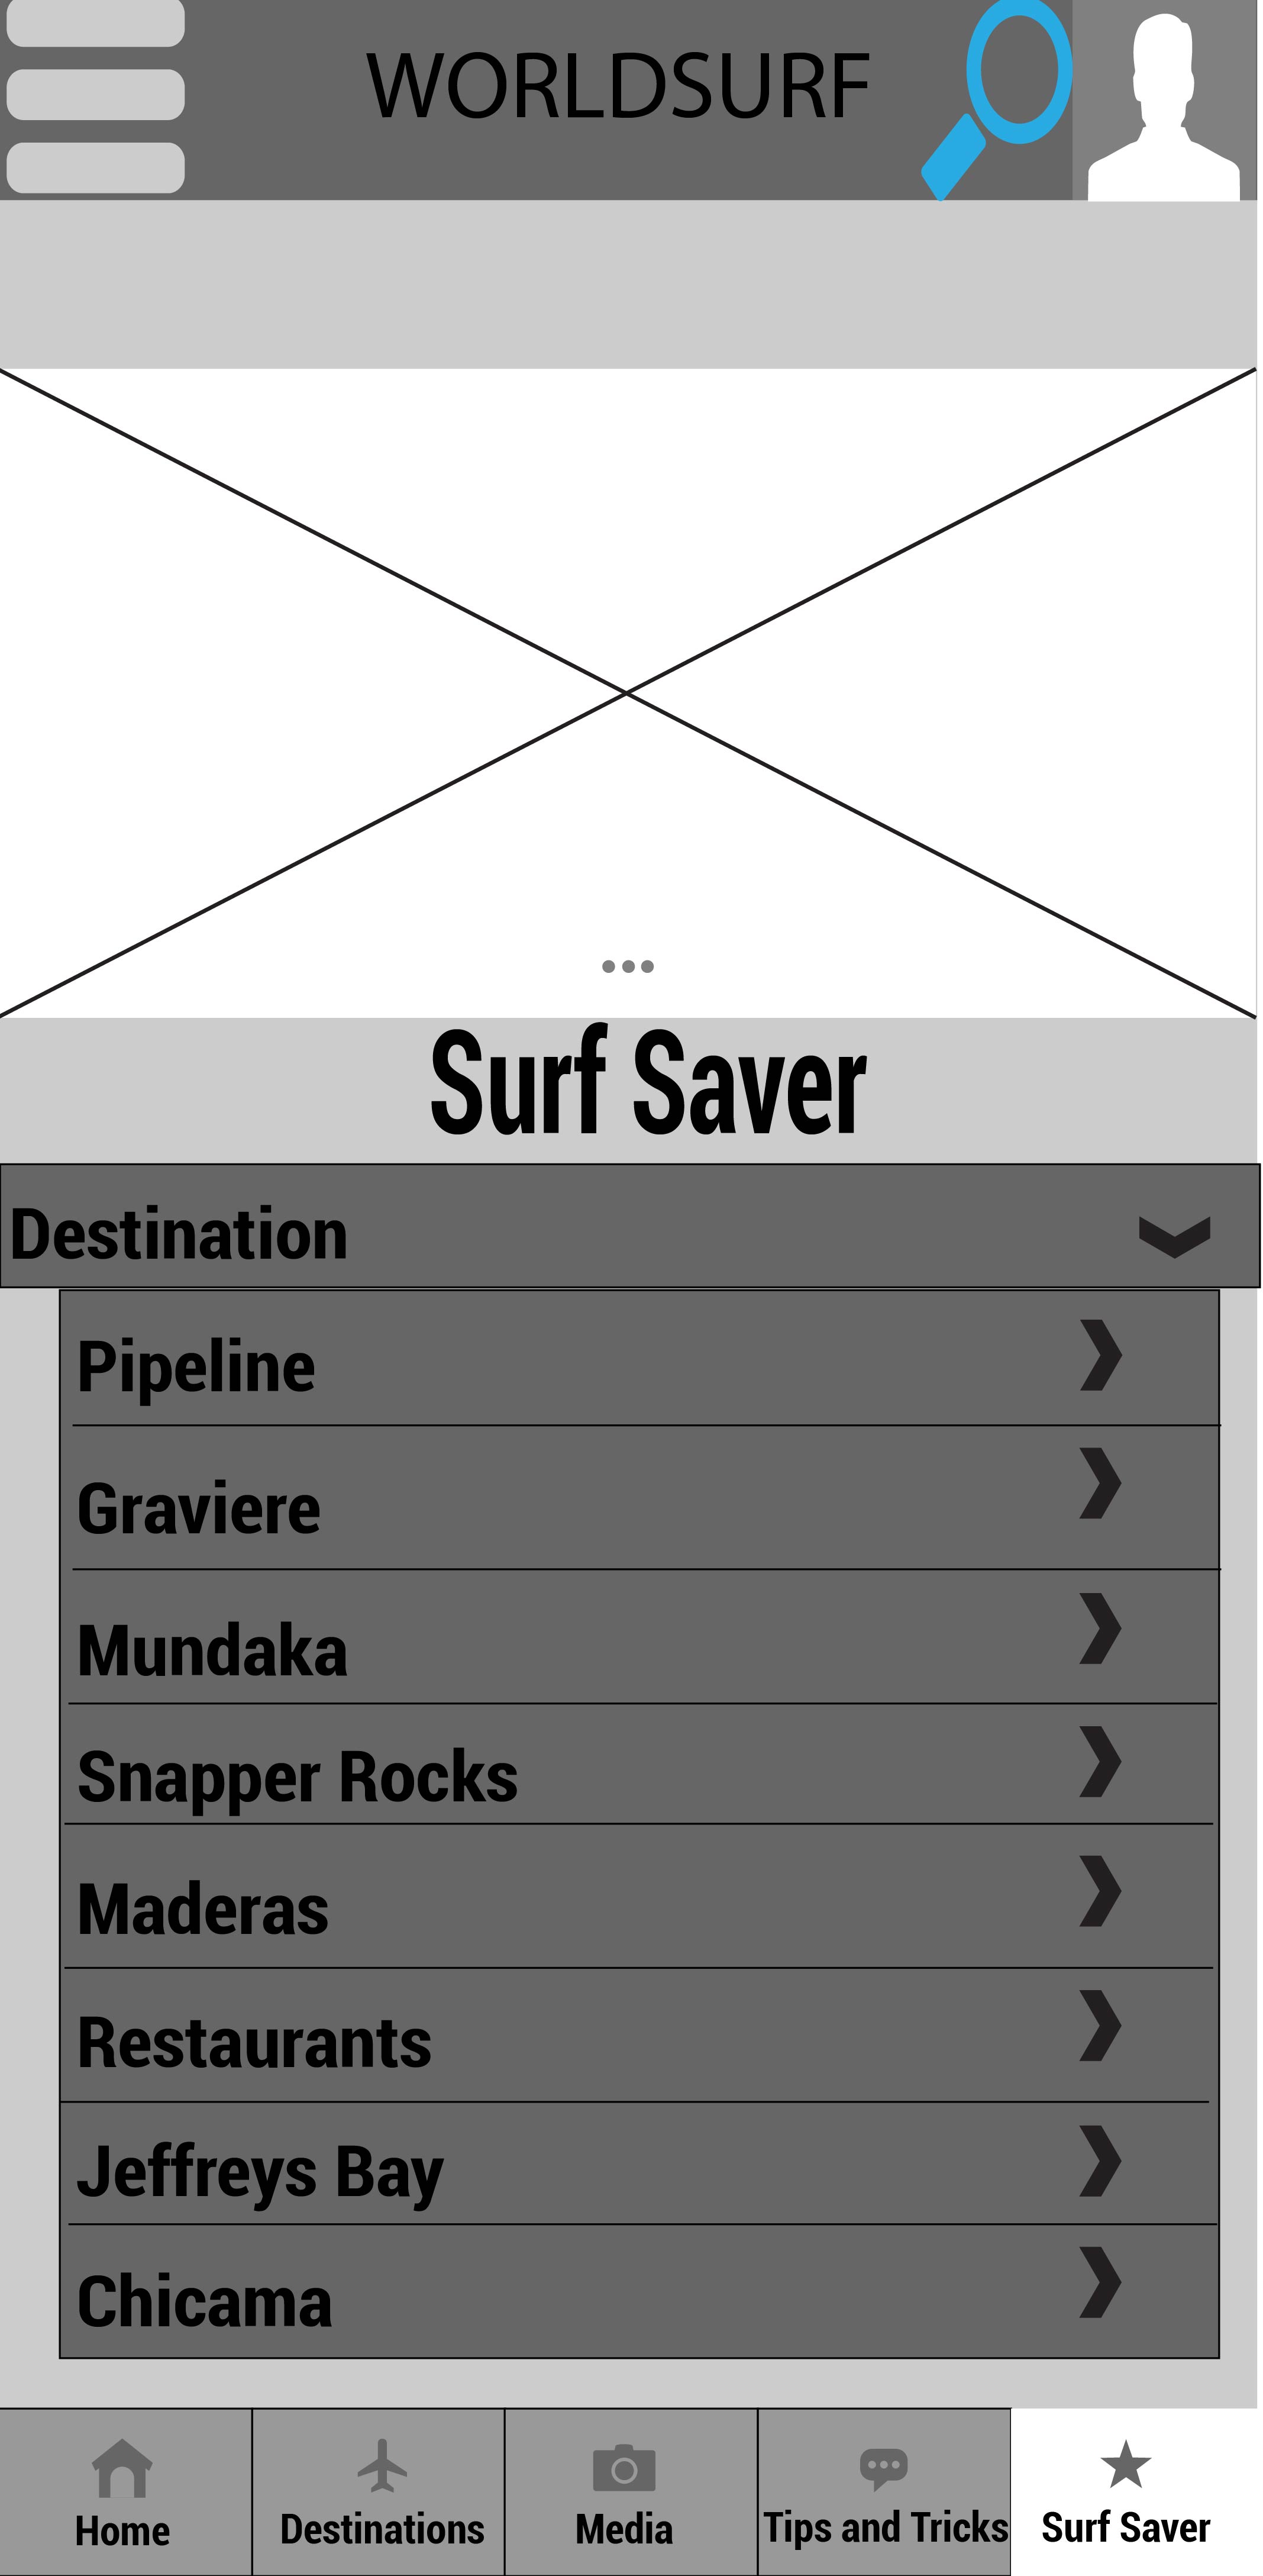 WORLDSURF
Surf Saver
Destination
Pipeline
Graviere
Mundaka
Snapper Rocks
Maderas
Restaurants
Jeffreys Bay
Chicama
Home
Destinations
Media
Tips and Tricks
Surf Saver